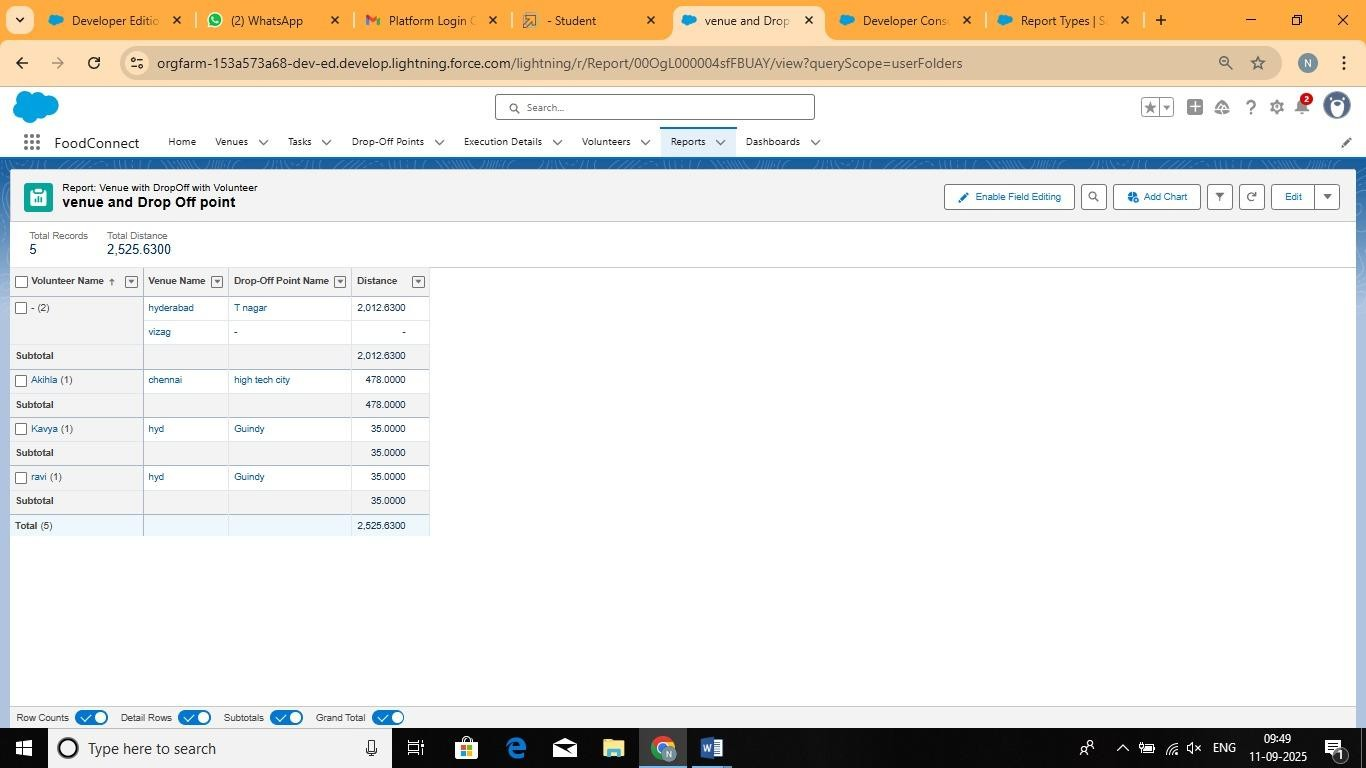 Developer Editio
(2) WhatsApp
Platform Login C
- Student
venue and Drop
Developer Cons
Report Types | S
orgfarm-153a573a68-dev-ed.develop.lightning.force.com/lightning/r/Report/00OgL000004sfFBUAY/view?queryScope=userFolders
N
Search...
2
FoodConnect
Home
Venues
Tasks
Drop-Off Points
Execution Details
Volunteers
Reports
Dashboards
Report: Venue with DropOff with Volunteer
venue and Drop Off point
Enable Field Editing
Add Chart
Edit
Total Records
Total Distance
5
2,525.6300
Volunteer Name ↑ Venue Name Drop-Off Point Name Distance
- (2) hyderabad T nagar 2,012.6300
vizag - -
Subtotal 2,012.6300
Akihla (1) chennai high tech city 478.0000
Subtotal 478.0000
Kavya (1) hyd Guindy 35.0000
Subtotal 35.0000
ravi (1) hyd Guindy 35.0000
Subtotal 35.0000
Total (5) 2,525.6300
Row Counts
Detail Rows
Subtotals
Grand Total
Type here to search
ENG
09:49
11-09-2025
1